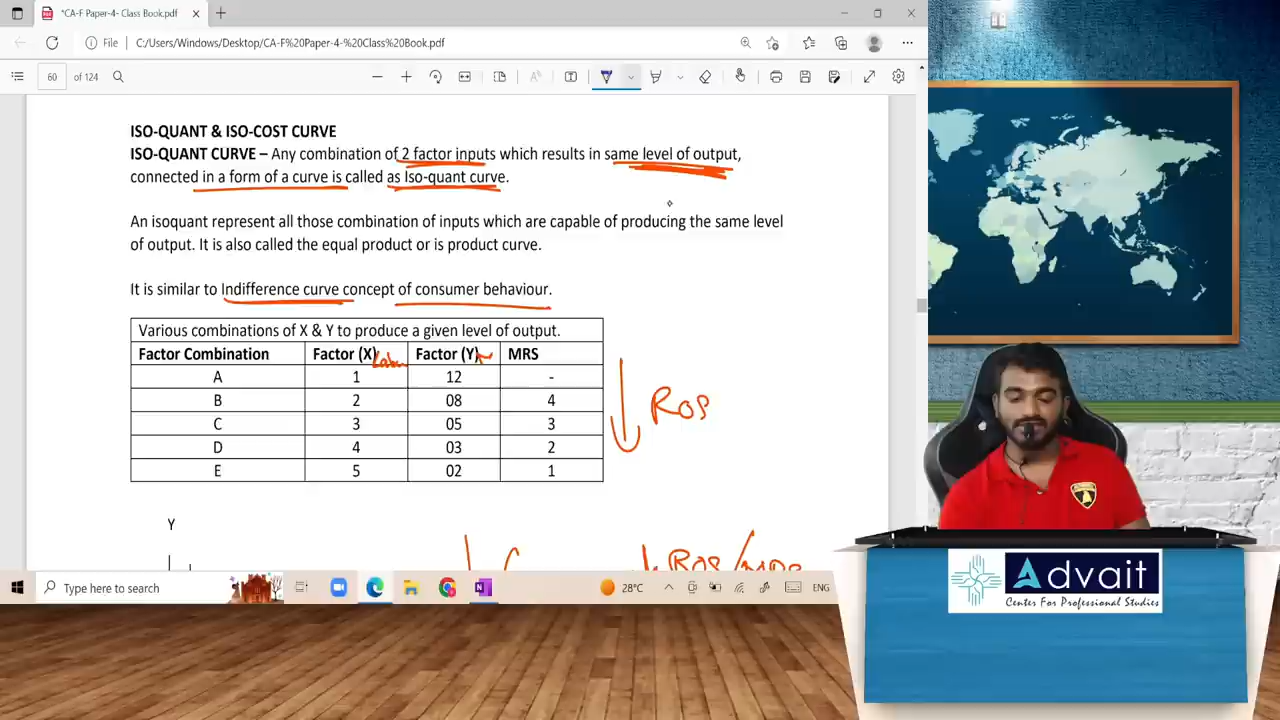 *CA-F Paper-4- Class Book.pdf
File
C:/Users/Windows/Desktop/CA-F%20Paper-4-%20Class%20Book.pdf
60 of 124
ISO-QUANT & ISO-COST CURVE
ISO-QUANT CURVE – Any combination of 2 factor inputs which results in same level of output,
connected in a form of a curve is called as Iso-quant curve.
An isoquant represent all those combination of inputs which are capable of producing the same level
of output. It is also called the equal product or is product curve.
It is similar to Indifference curve concept of consumer behaviour.
Various combinations of X & Y to produce a given level of output.
Factor Combination Factor (X) Factor (Y) MRS
A 1 12 -
B 2 08 4
C 3 05 3
D 4 03 2
E 5 02 1
ROS
Y
ROS/
Type here to search
28°C
ENG
Advait
Center For Professional Studies